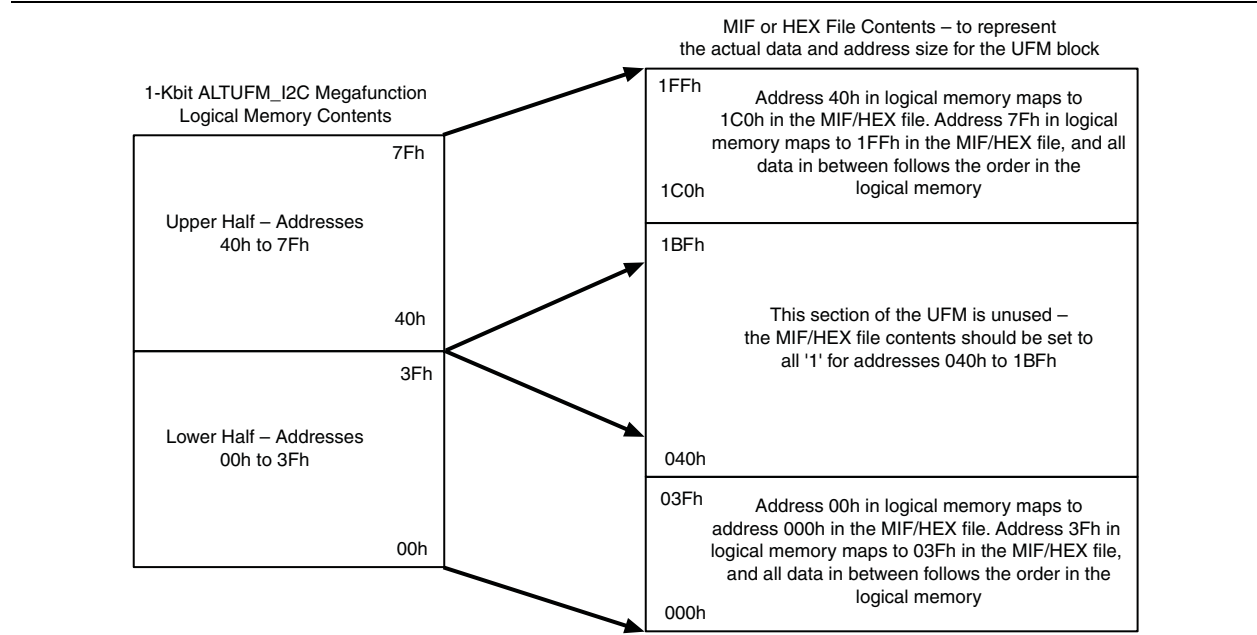 1-Kbit ALTUFM_I2C Megafunction
Logical Memory Contents
7Fh
Upper Half – Addresses
40h to 7Fh
40h
3Fh
Lower Half – Addresses
00h to 3Fh
00h
MIF or HEX File Contents – to represent
the actual data and address size for the UFM block
1FFh
Address 40h in logical memory maps to
1C0h in the MIF/HEX file. Address 7Fh in logical
memory maps to 1FFh in the MIF/HEX file, and all
data in between follows the order in the
logical memory
1C0h
1BFh
This section of the UFM is unused –
the MIF/HEX file contents should be set to
all '1' for addresses 040h to 1BFh
040h
03Fh
Address 00h in logical memory maps to
address 000h in the MIF/HEX file. Address 3Fh in
logical memory maps to 03Fh in the MIF/HEX file,
and all data in between follows the order in the
logical memory
000h